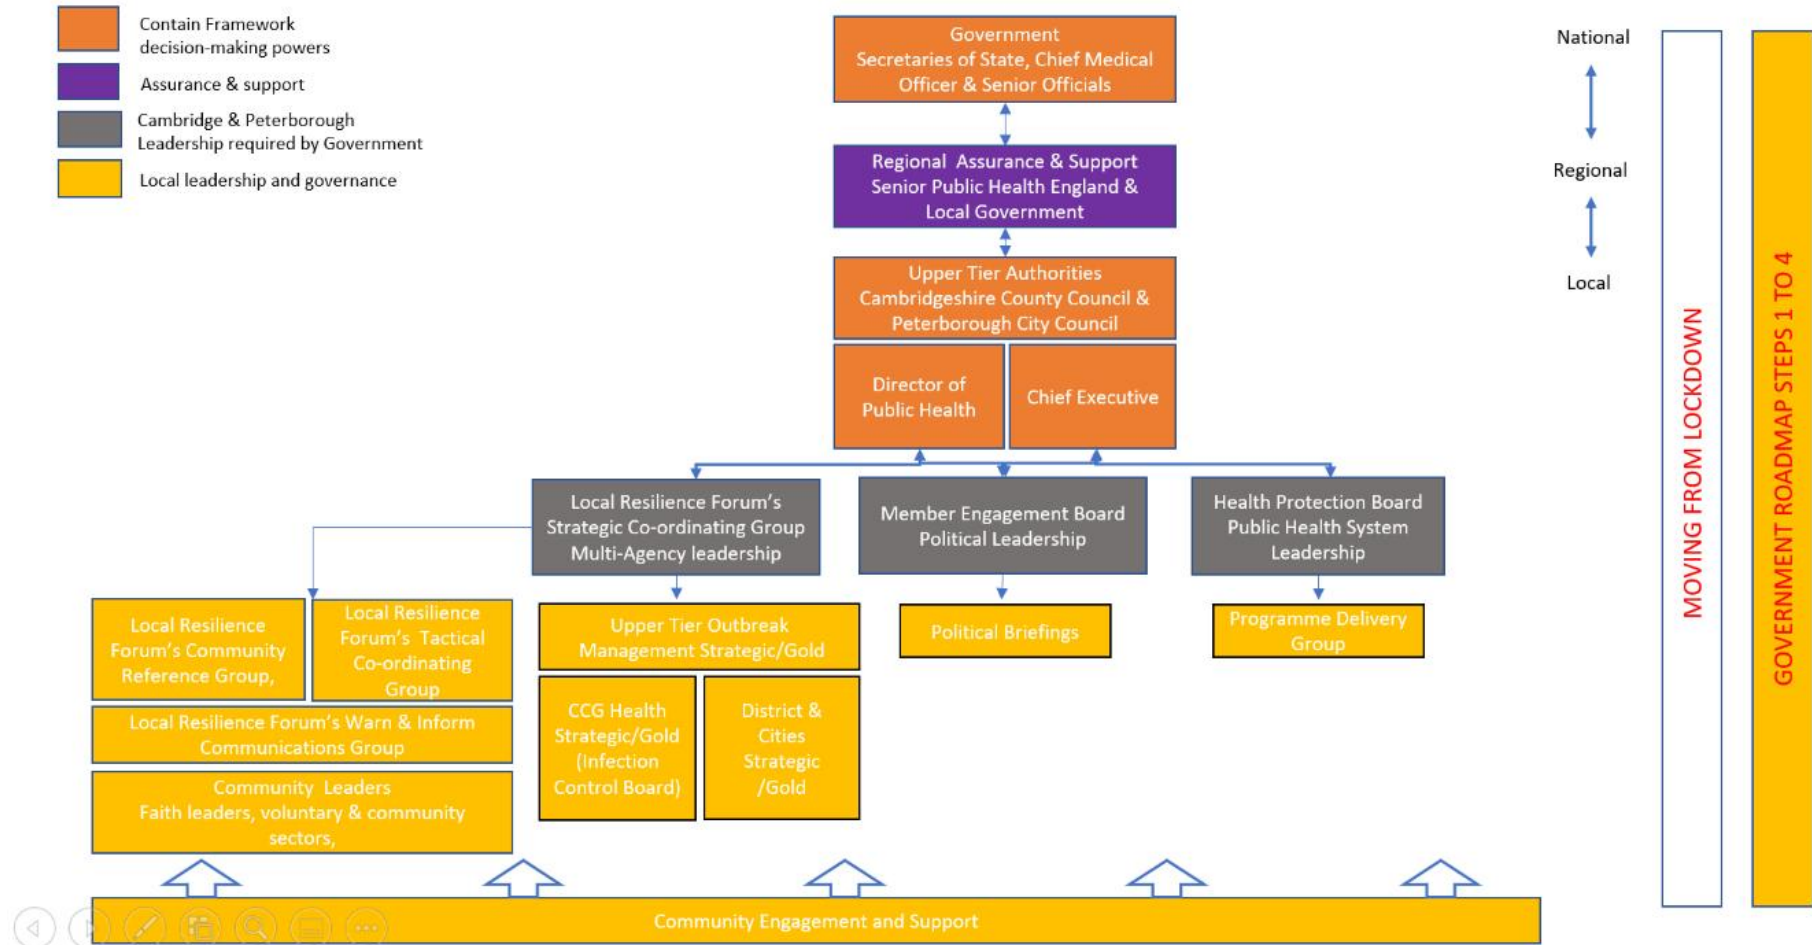 Contain Framework
decision-making powers
Assurance & support
Cambridge & Peterborough
Leadership required by Government
Local leadership and governance
Government
Secretaries of State, Chief Medical
Officer & Senior Officials
Regional Assurance & Support
Senior Public Health England &
Local Government
Upper Tier Authorities
Cambridgeshire County Council &
Peterborough City Council
Director of
Public Health
Chief Executive
National
Regional
Local
Local Resilience Forum's
Strategic Co-ordinating Group
Multi-Agency leadership
Member Engagement Board
Political Leadership
Health Protection Board
Public Health System
Leadership
Local Resilience
Forum's Community
Reference Group,
Local Resilience
Forum's Tactical
Co-ordinating
Group
Local Resilience Forum's Warn & Inform
Communications Group
Community Leaders
Faith leaders, voluntary & community
sectors,
Upper Tier Outbreak
Management Strategic/Gold
CCG Health
Strategic/Gold
(Infection
Control Board)
District &
Cities
Strategic
/Gold
Political Briefings
Programme Delivery
Group
Community Engagement and Support
MOVING FROM LOCKDOWN
GOVERNMENT ROADMAP STEPS 1 TO 4